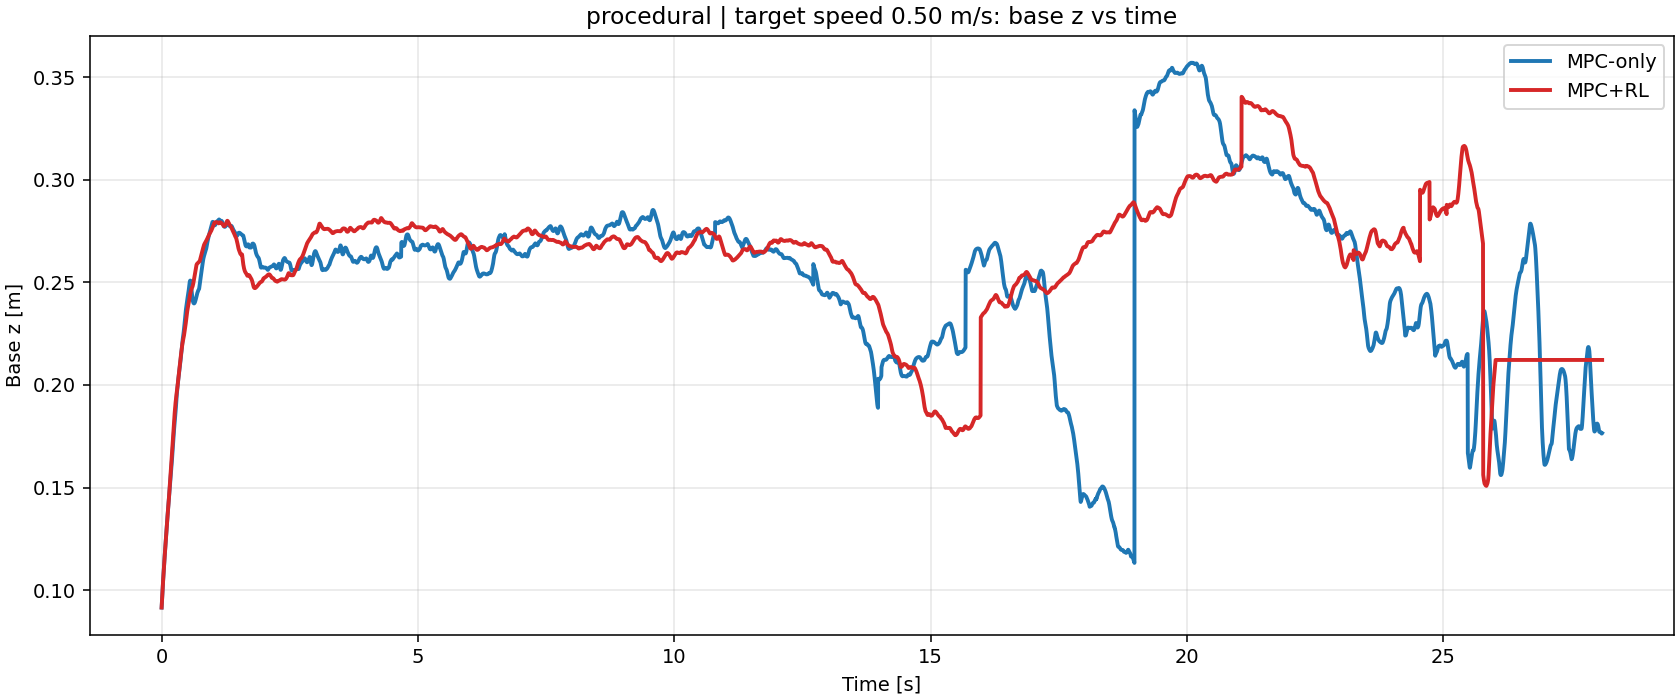 procedural | target speed 0.50 m/s: base z vs time
MPC-only
MPC+RL
Base z [m]
0.35
0.30
0.25
0.20
0.15
0.10
0
5
10
15
20
25
Time [s]